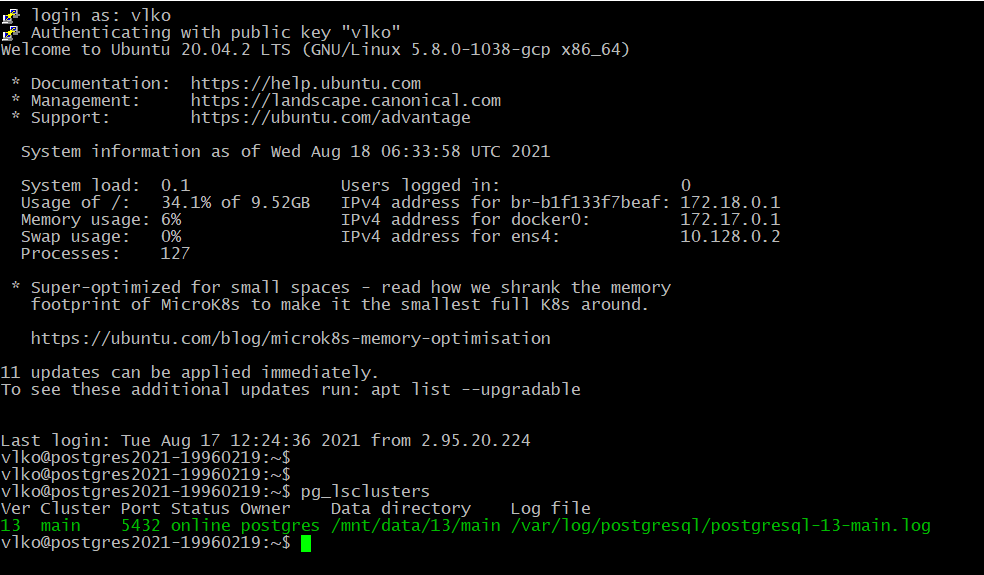 login as: vlko
Authenticating with public key "vlko"
Welcome to Ubuntu 20.04.2 LTS (GNU/Linux 5.8.0-1038-gcp x86_64)
* Documentation:  https://help.ubuntu.com
* Management:     https://landscape.canonical.com
* Support:        https://ubuntu.com/advantage
System information as of Wed Aug 18 06:33:58 UTC 2021
System load:  0.1                Users logged in:                  0
Usage of /:   34.1% of 9.52GB   IPv4 address for br-b1f133f7beaf: 172.18.0.1
Memory usage: 6%                IPv4 address for docker0:         172.17.0.1
Swap usage:   0%                IPv4 address for ens4:            10.128.0.2
Processes:    127
* Super-optimized for small spaces - read how we shrank the memory
footprint of MicroK8s to make it the smallest full K8s around.
https://ubuntu.com/blog/microk8s-memory-optimisation
11 updates can be applied immediately.
To see these additional updates run: apt list --upgradable
Last login: Tue Aug 17 12:24:36 2021 from 2.95.20.224
vlko@postgres2021-19960219:~$
vlko@postgres2021-19960219:~$
vlko@postgres2021-19960219:~$ pg_lsclusters
Ver Cluster Port Status Owner    Data directory    Log file
13  main    5432 online postgres /mnt/data/13/main /var/log/postgresql/postgresql-13-main.log
vlko@postgres2021-19960219:~$